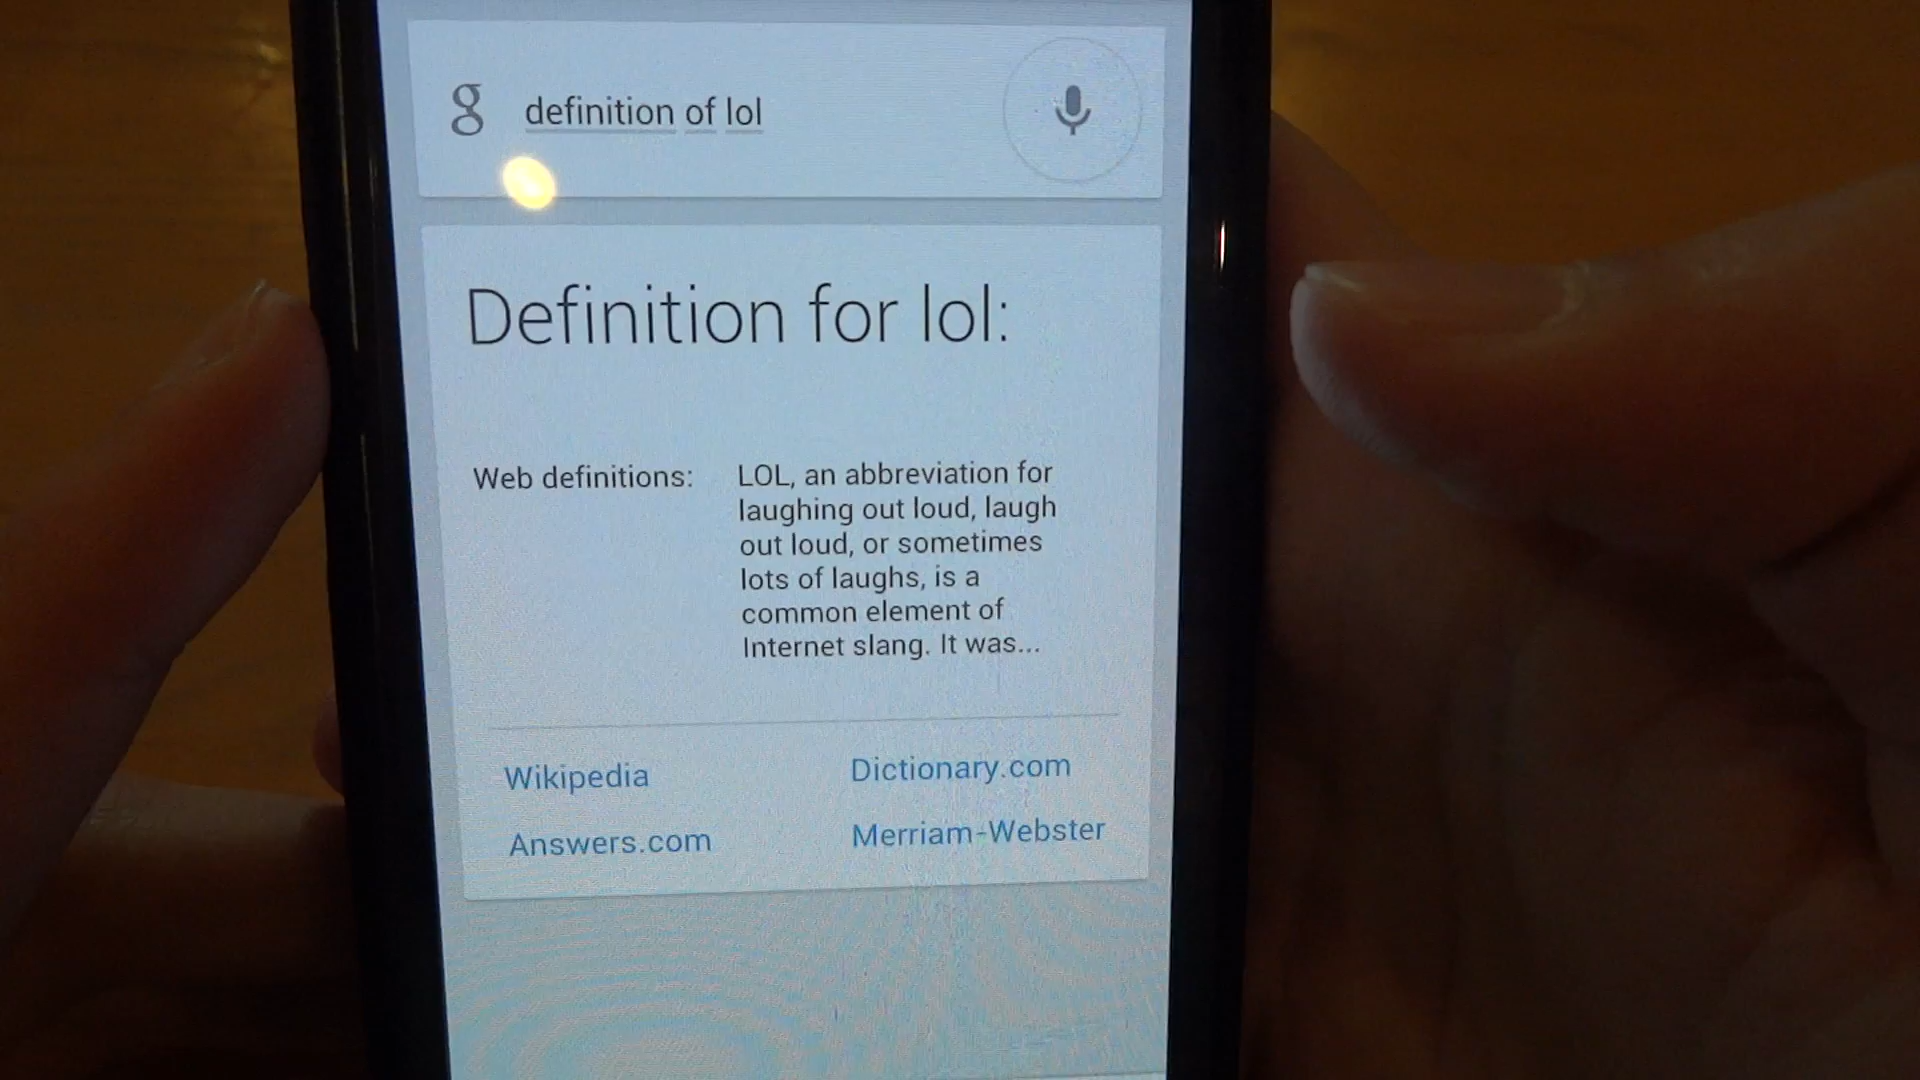 g definition of lol
Definition for lol:
Web definitions: LOL, an abbreviation for
laughing out loud, laugh
out loud, or sometimes
lots of laughs, is a
common element of
Internet slang. It was...
Wikipedia Dictionary.com
Answers.com Merriam-Webster